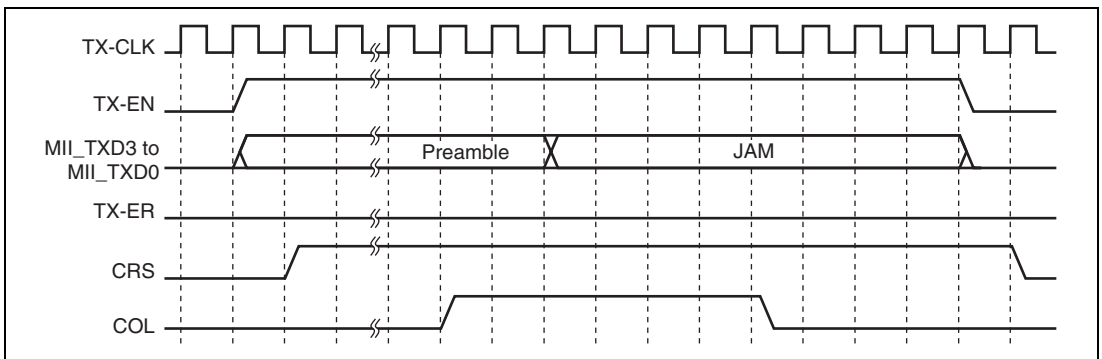 TX-CLK
TX-EN
MII_TXD3 to
MII_TXD0
Preamble
JAM
TX-ER
CRS
COL